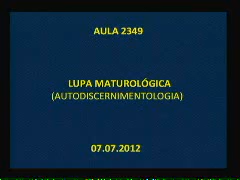 AULA 2349
LUPA MATUROLÓGICA
(AUTODISCERNIMENTOLOGIA)
07.07.2012